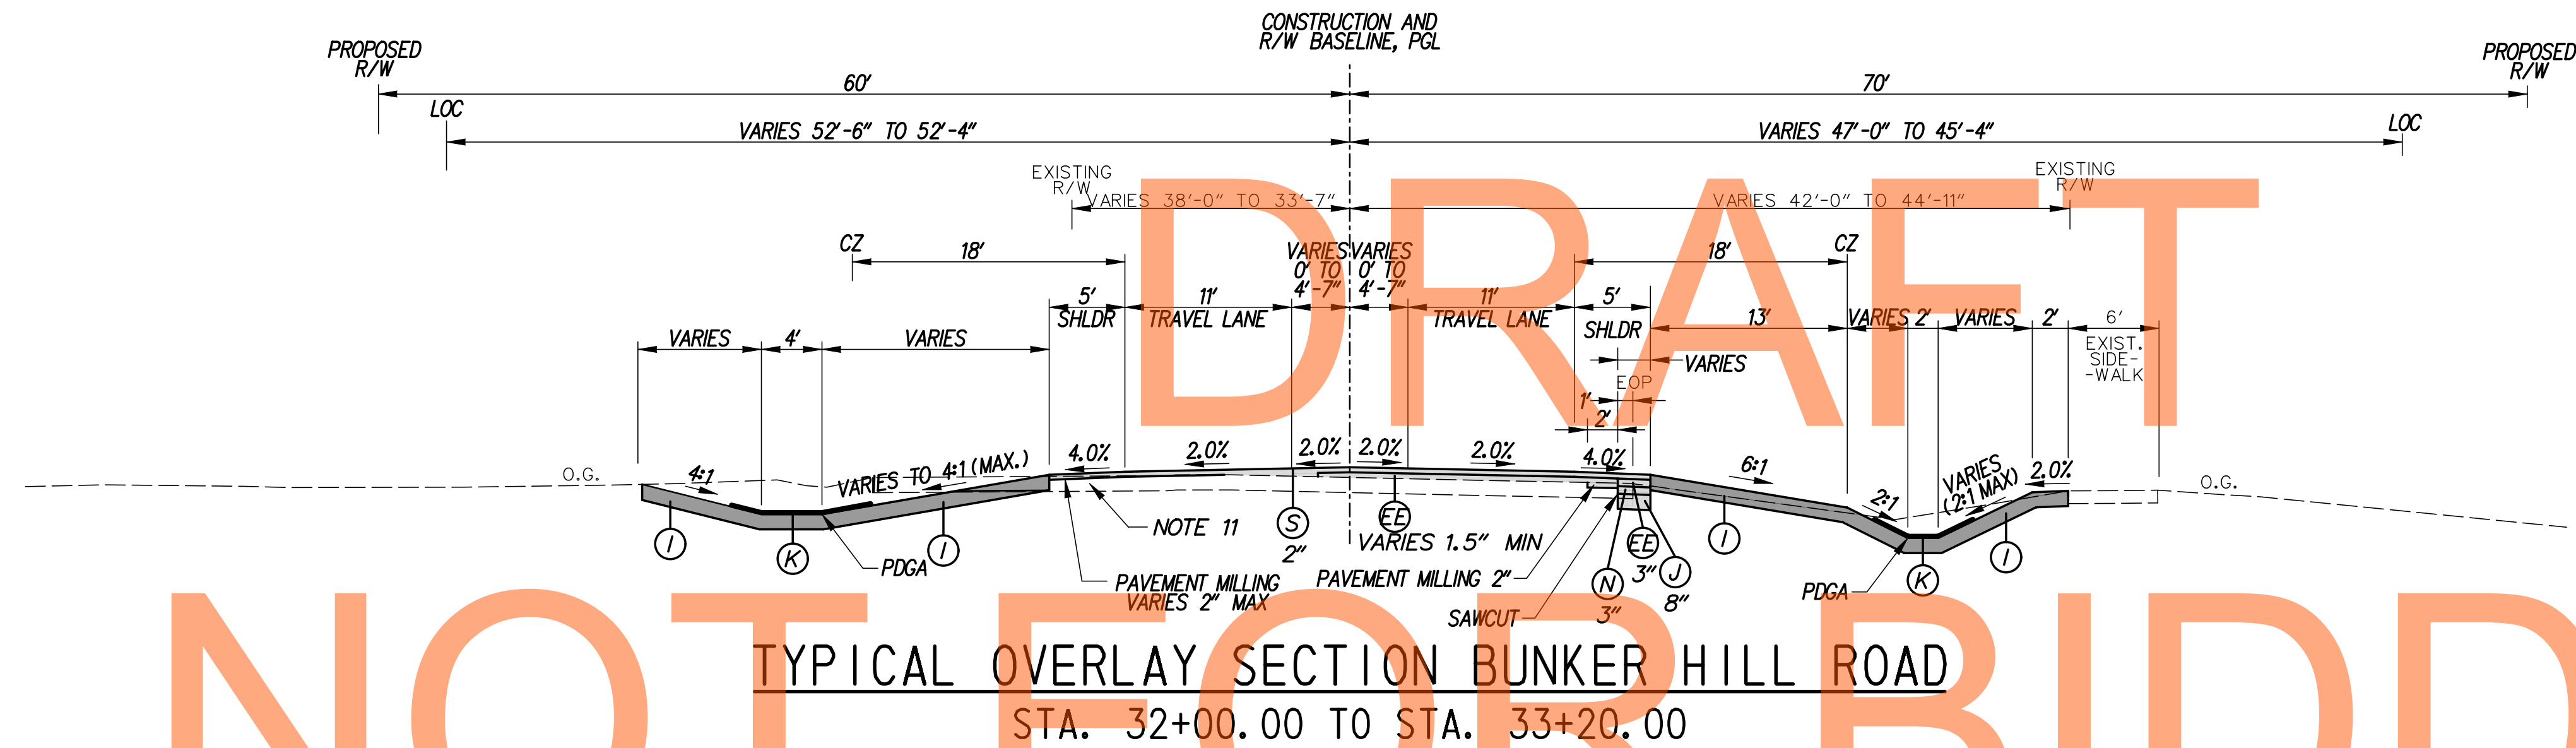 CONSTRUCTION AND
R/W BASELINE, PGL
PROPOSED
R/W
PROPOSED
R/W
60'
70'
LOC
LOC
VARIES 52'-6" TO 52'-4"
VARIES 47'-0" TO 45'-4"
EXISTING
R/W
EXISTING
R/W
VARIES 38'-0" TO 33'-7"
VARIES 42'-0" TO 44'-11"
CZ
18'
VARIES
0' TO
4'-7"
VARIES
0' TO
4'-7"
18'
CZ
5'
SHLDR
11'
TRAVEL LANE
11'
TRAVEL LANE
5'
SHLDR
13'
VARIES
2'
VARIES
2'
6'
EXIST.
SIDE-
-WALK
VARIES
4'
VARIES
VARIES
EOP
1'
2'
O.G.
4:1
VARIES TO 4:1 (MAX.)
4.0%
2.0%
2.0%
2.0%
2.0%
4.0%
6:1
2:1
VARIES
(2:1 MAX)
2.0%
O.G.
I
K
I
PDGA
NOTE 11
S
2"
EE
VARIES 1.5" MIN
PAVEMENT MILLING
VARIES 2" MAX
PAVEMENT MILLING 2"
SAWCUT
N
3"
EE
3"
J
8"
I
PDGA
K
I
TYPICAL OVERLAY SECTION BUNKER HILL ROAD
STA. 32+00.00 TO STA. 33+20.00
DRAFT
NOT FOR BIDD